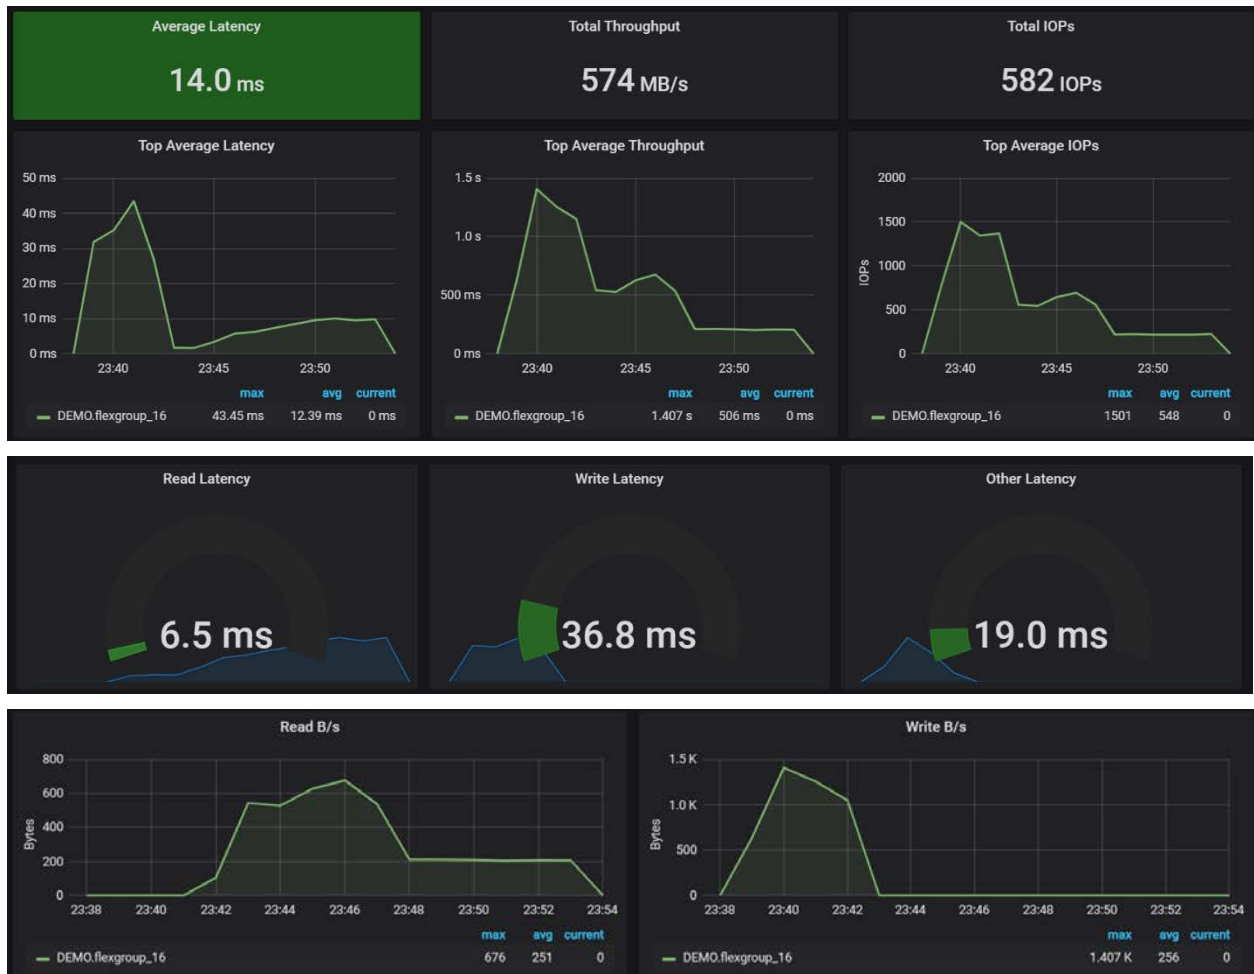 Average Latency
14.0 ms
Total Throughput
574 MB/s
Total IOPs
582 IOPs
Top Average Latency
50 ms
40 ms
30 ms
20 ms
10 ms
0 ms
23:40 23:45 23:50
max avg current
DEMO.flexgroup_16 43.45 ms 12.39 ms 0 ms
Top Average Throughput
1.5 s
1.0 s
500 ms
0 ms
23:40 23:45 23:50
max avg current
DEMO.flexgroup_16 1.407 s 506 ms 0 ms
Top Average IOPs
IOPs
2000
1500
1000
500
0
23:40 23:45 23:50
max avg current
DEMO.flexgroup_16 1501 548 0
Read Latency
6.5 ms
Write Latency
36.8 ms
Other Latency
19.0 ms
Read B/s
Bytes
800
600
400
200
0
23:38 23:40 23:42 23:44 23:46 23:48 23:50 23:52 23:54
max avg current
DEMO.flexgroup_16 676 251 0
Write B/s
Bytes
1.5 K
1.0 K
500
0
23:38 23:40 23:42 23:44 23:46 23:48 23:50 23:52 23:54
max avg current
DEMO.flexgroup_16 1.407 K 256 0